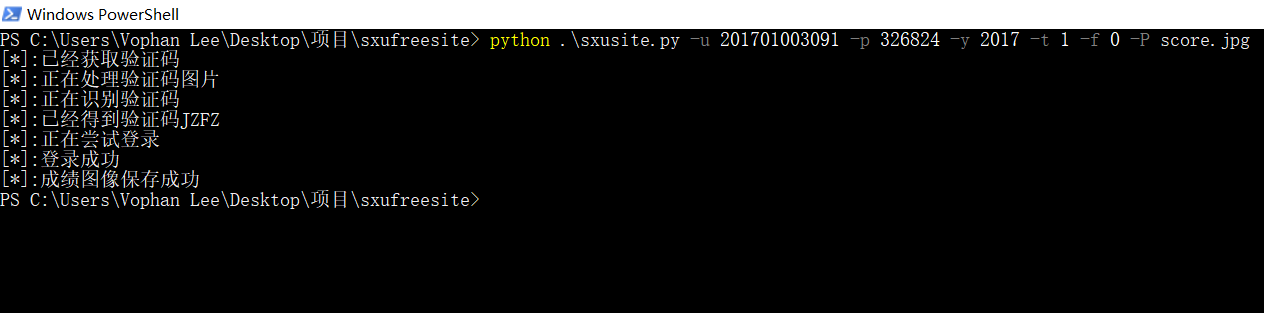 Windows PowerShell
PS C:\Users\Vophan Lee\Desktop\项目\sxufreesite> python .\sxusite.py -u 201701003091 -p 326824 -y 2017 -t 1 -f 0 -P score.jpg
[*]:已经获取验证码
[*]:正在处理验证码图片
[*]:正在识别验证码
[*]:已经得到验证码JZFZ
[*]:正在尝试登录
[*]:登录成功
[*]:成绩图像保存成功
PS C:\Users\Vophan Lee\Desktop\项目\sxufreesite>